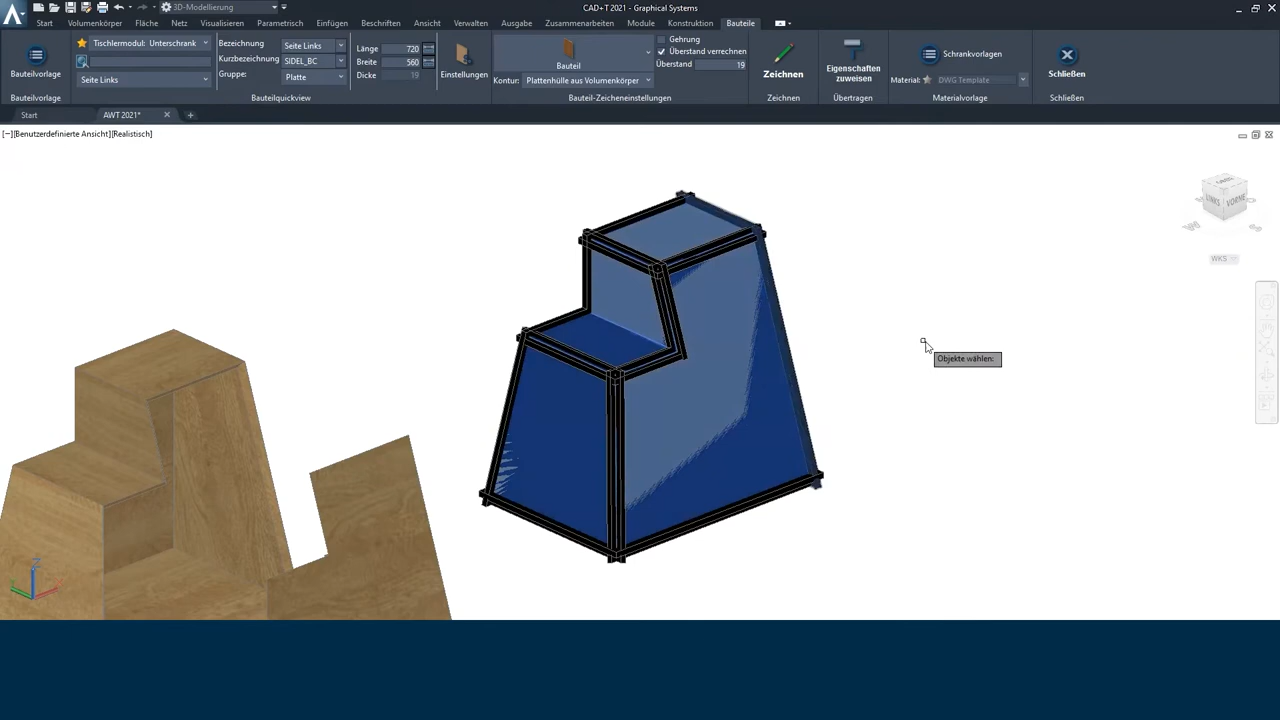 3D-Modellierung
CAD+T 2021 - Graphical Systems
Start Volumenkörper Fläche Netz Visualisieren Parametrisch Einfügen Beschriften Ansicht Verwalten Ausgabe Zusammenarbeiten Module Konstruktion Bauteile
Bauteilvorlage
Tischlermodul: Unterschrank
Seite Links
Bezeichnung Seite Links
Kurzbezeichnung SIDEL_BC
Gruppe: Platte
Länge 720
Breite 560
Dicke 19
Einstellungen
Bauteil
Kontur: Plattenhülle aus Volumenkörper
Gehrung
Überstand verrechnen
Überstand 19
Zeichnen
Eigenschaften
zuweisen
Schrankvorlagen
Material: DWG Template
Schließen
Bauteilvorlage Bauteilquickview Bauteil-Zeicheneinstellungen Zeichnen Übertragen Materialvorlage Schließen
Start AWT 2021*
[−][Benutzerdefinierte Ansicht][Realistisch]
LINKS VORNE
WKS
Objekte wählen:
Z